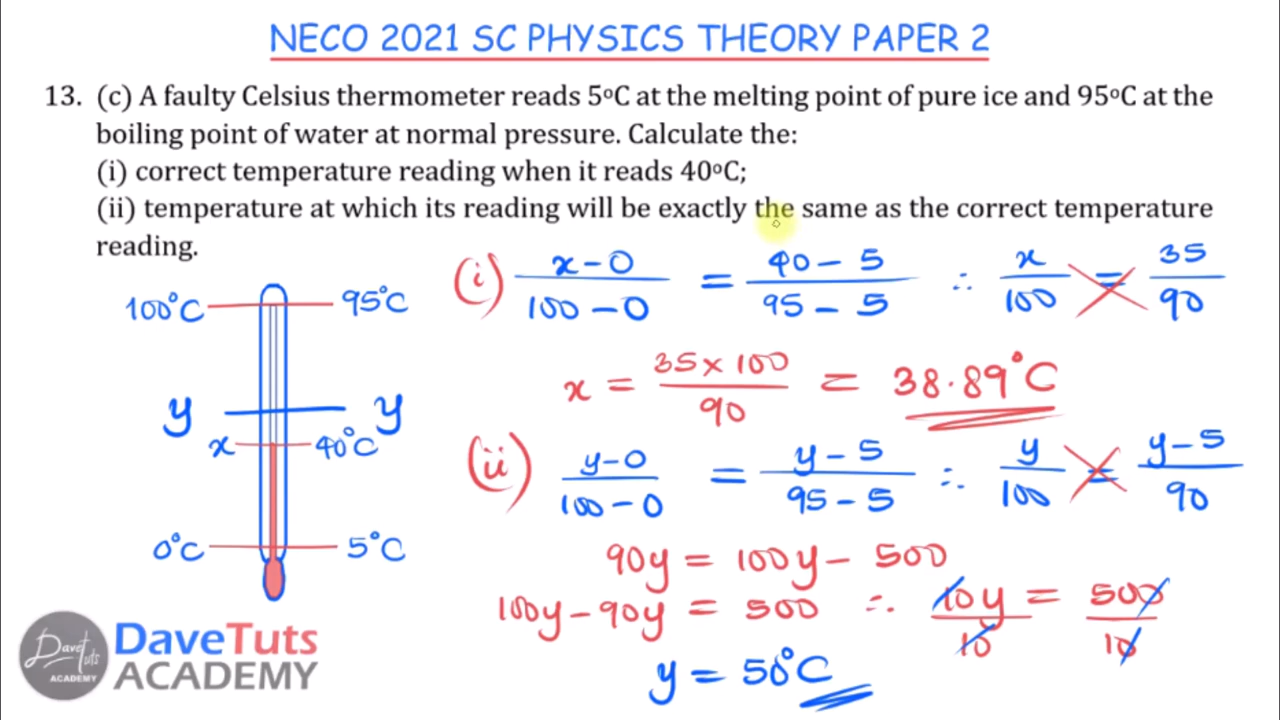 NECO 2021 SC PHYSICS THEORY PAPER 2
13. (c) A faulty Celsius thermometer reads 5°C at the melting point of pure ice and 95°C at the
boiling point of water at normal pressure. Calculate the:
(i) correct temperature reading when it reads 40°C;
(ii) temperature at which its reading will be exactly the same as the correct temperature
reading.
100°C 95°C
y y
x 40°C
0°C 5°C
(i) x-0/100-0 = 40-5/95-5 ∴ x/100 = 35/90
x = 35×100/90 = 38.89°C
(ii) y-0/100-0 = y-5/95-5 ∴ y/100 = y-5/90
90y = 100y - 500
100y - 90y = 500 ∴ 10y/10 = 500/10
y = 50°C
Dave Tuts ACADEMY
DaveTuts
ACADEMY